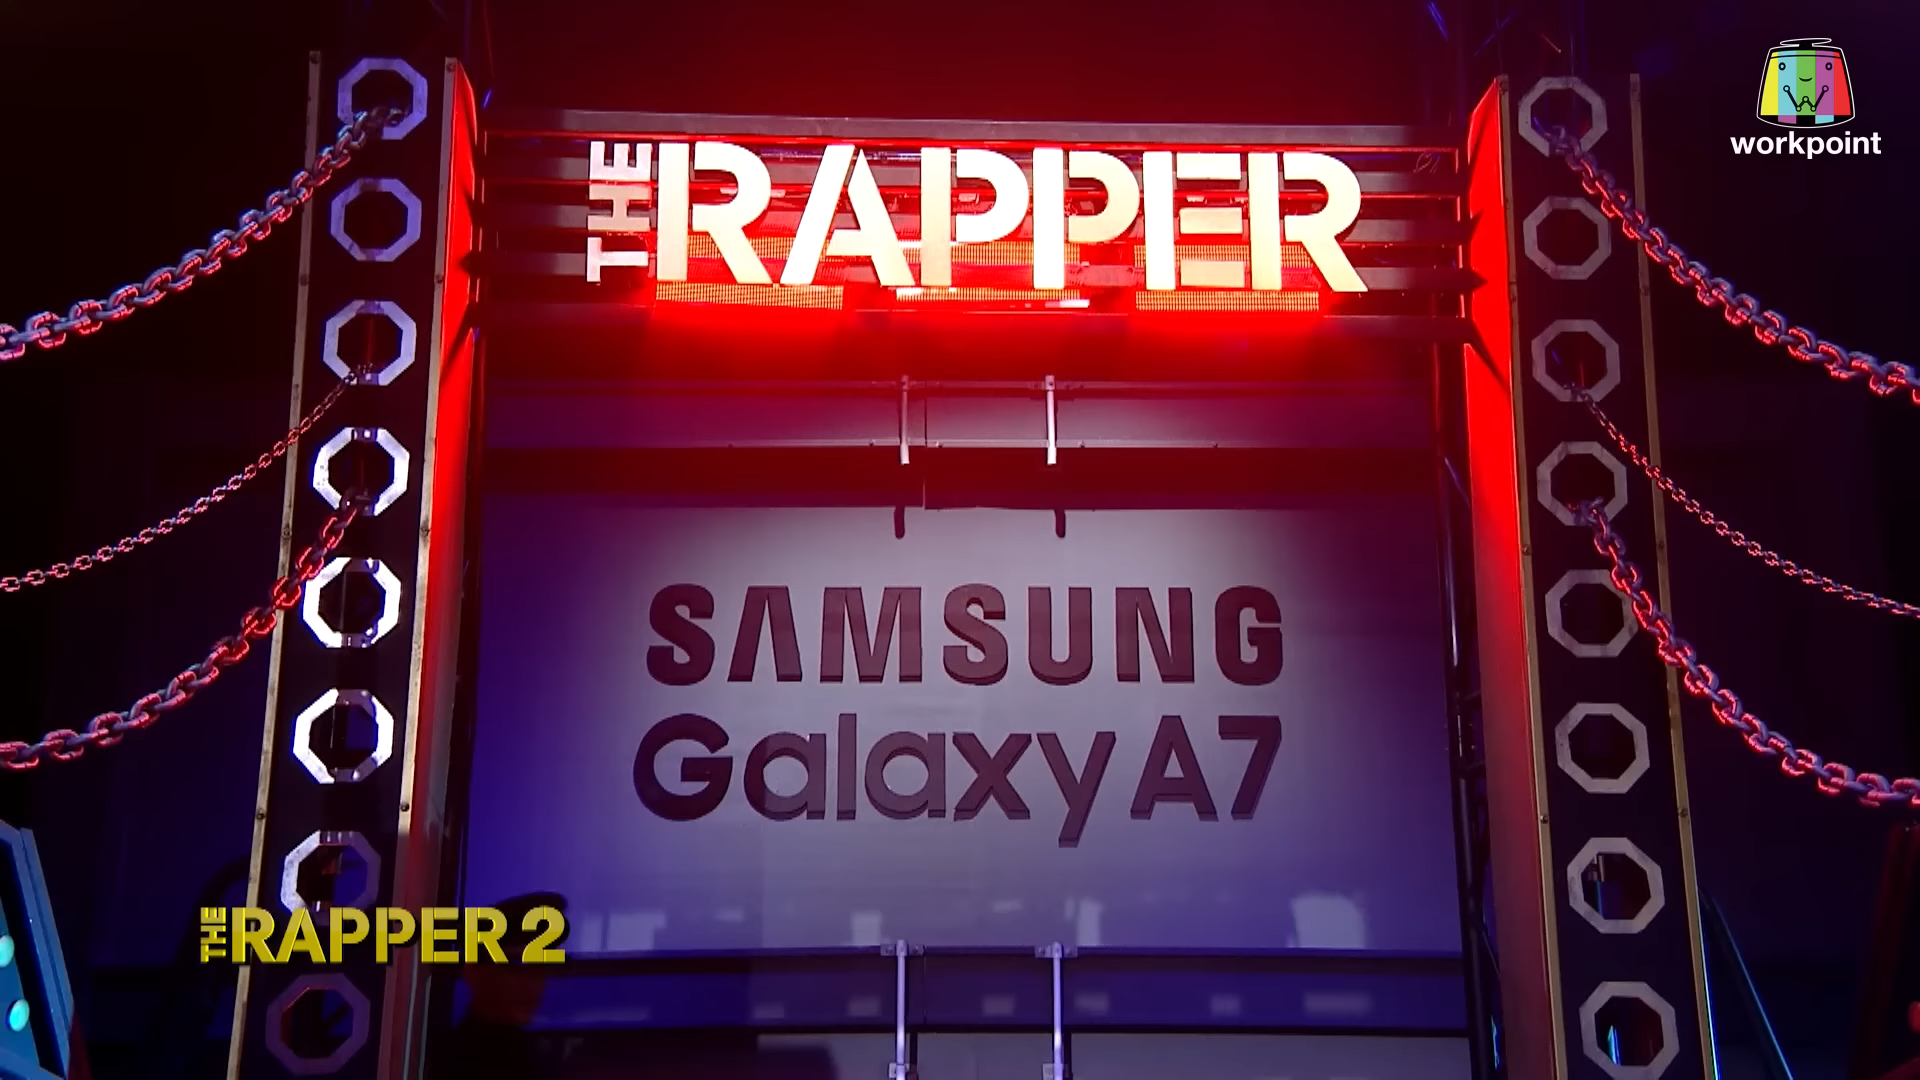 workpoint
THE RAPPER
SAMSUNG
Galaxy A7
THE RAPPER 2